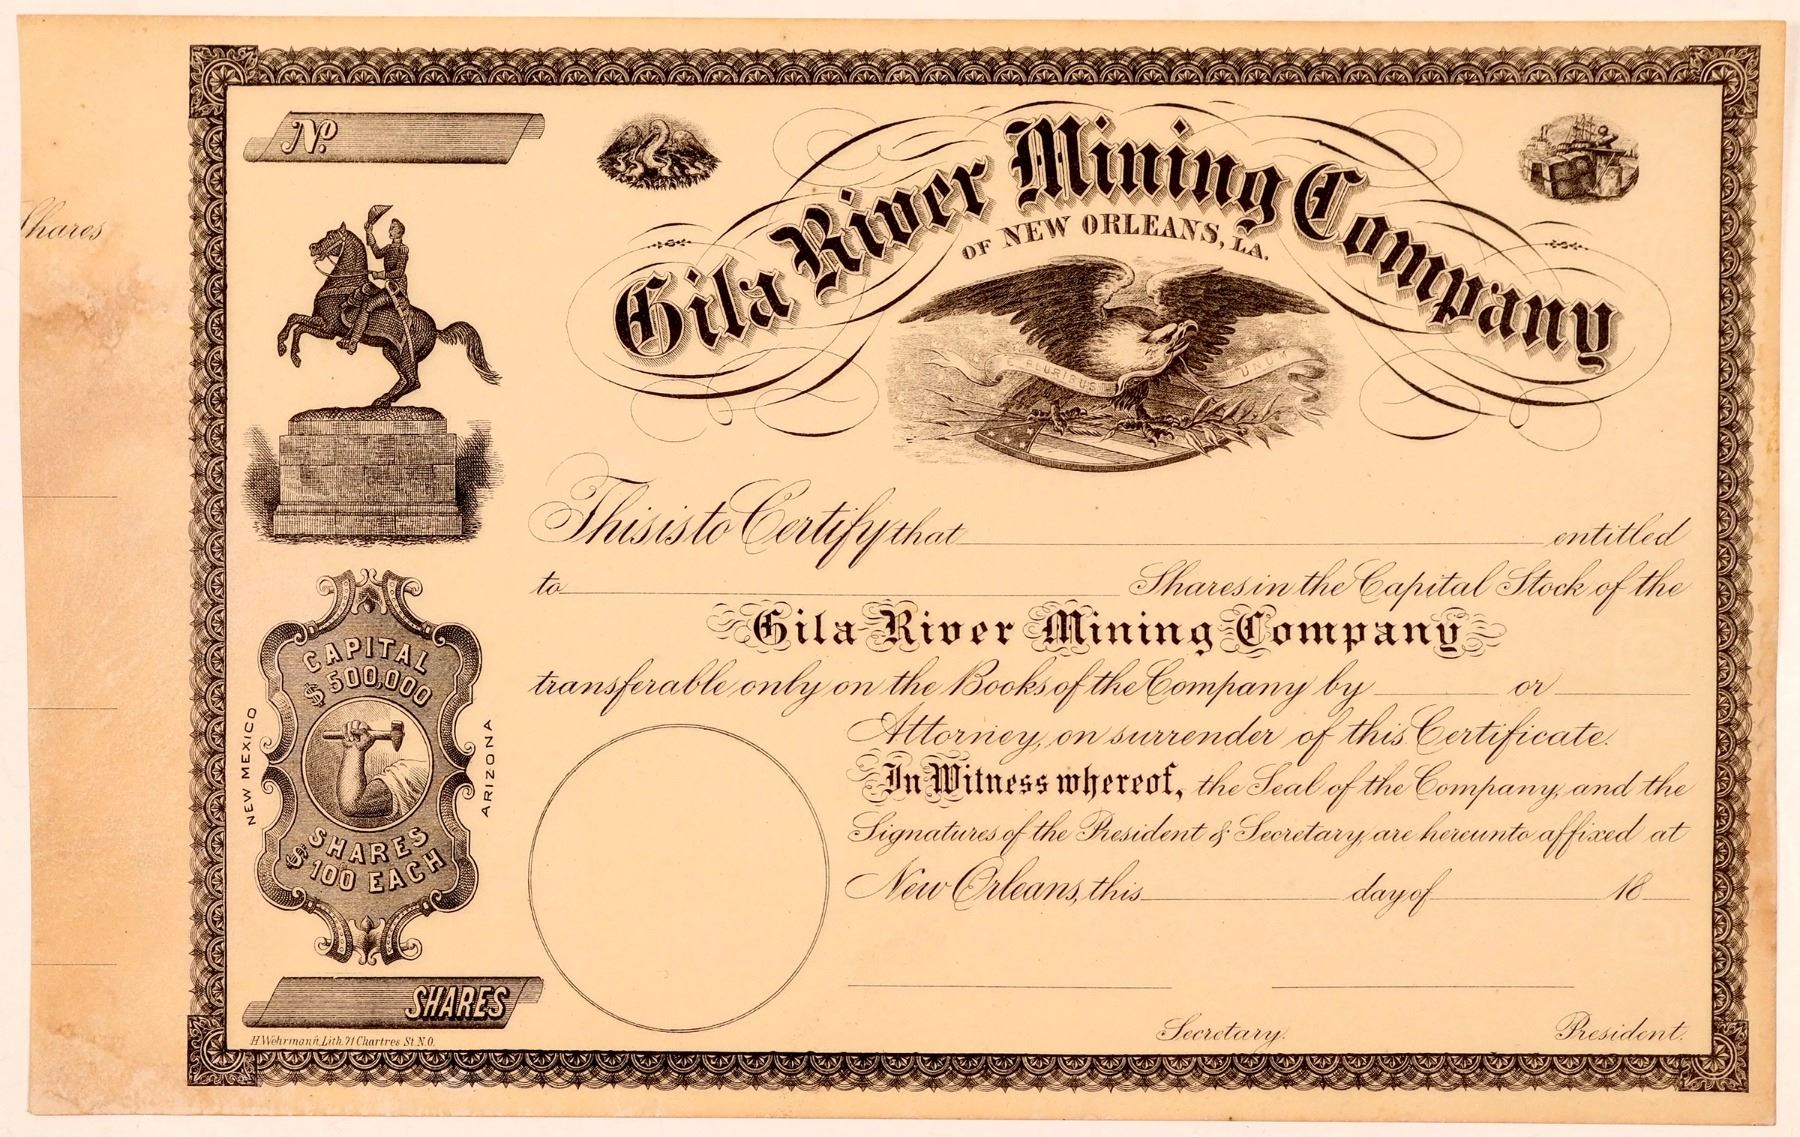 Shares
No.
Gila River Mining Company
OF NEW ORLEANS, LA.
E PLURIBUS UNUM
This is to Certify that entitled
to Shares in the Capital Stock of the
Gila River Mining Company
transferable only on the Books of the Company by or
Attorney, on surrender of this Certificate.
In Witness whereof, the Seal of the Company, and the
Signatures of the President & Secretary, are hereunto affixed at
New Orleans, this day of 18
Secretary. President.
CAPITAL
$500,000
NEW MEXICO
ARIZONA
SHARES
$100 EACH
SHARES
H. Wehrmann, Lith. 71 Chartres St. N.O.